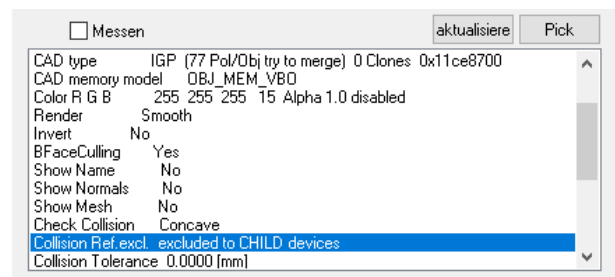 Messen aktualisiere Pick
CAD type IGP (77 Pol/Obj try to merge) 0 Clones 0x11ce8700
CAD memory model OBJ_MEM_VBO
Color R G B 255 255 255 15 Alpha 1.0 disabled
Render Smooth
Invert No
BFaceCulling Yes
Show Name No
Show Normals No
Show Mesh No
Check Collision Concave
Collision Ref.excl. excluded to CHILD devices
Collision Tolerance 0.0000 [mm]